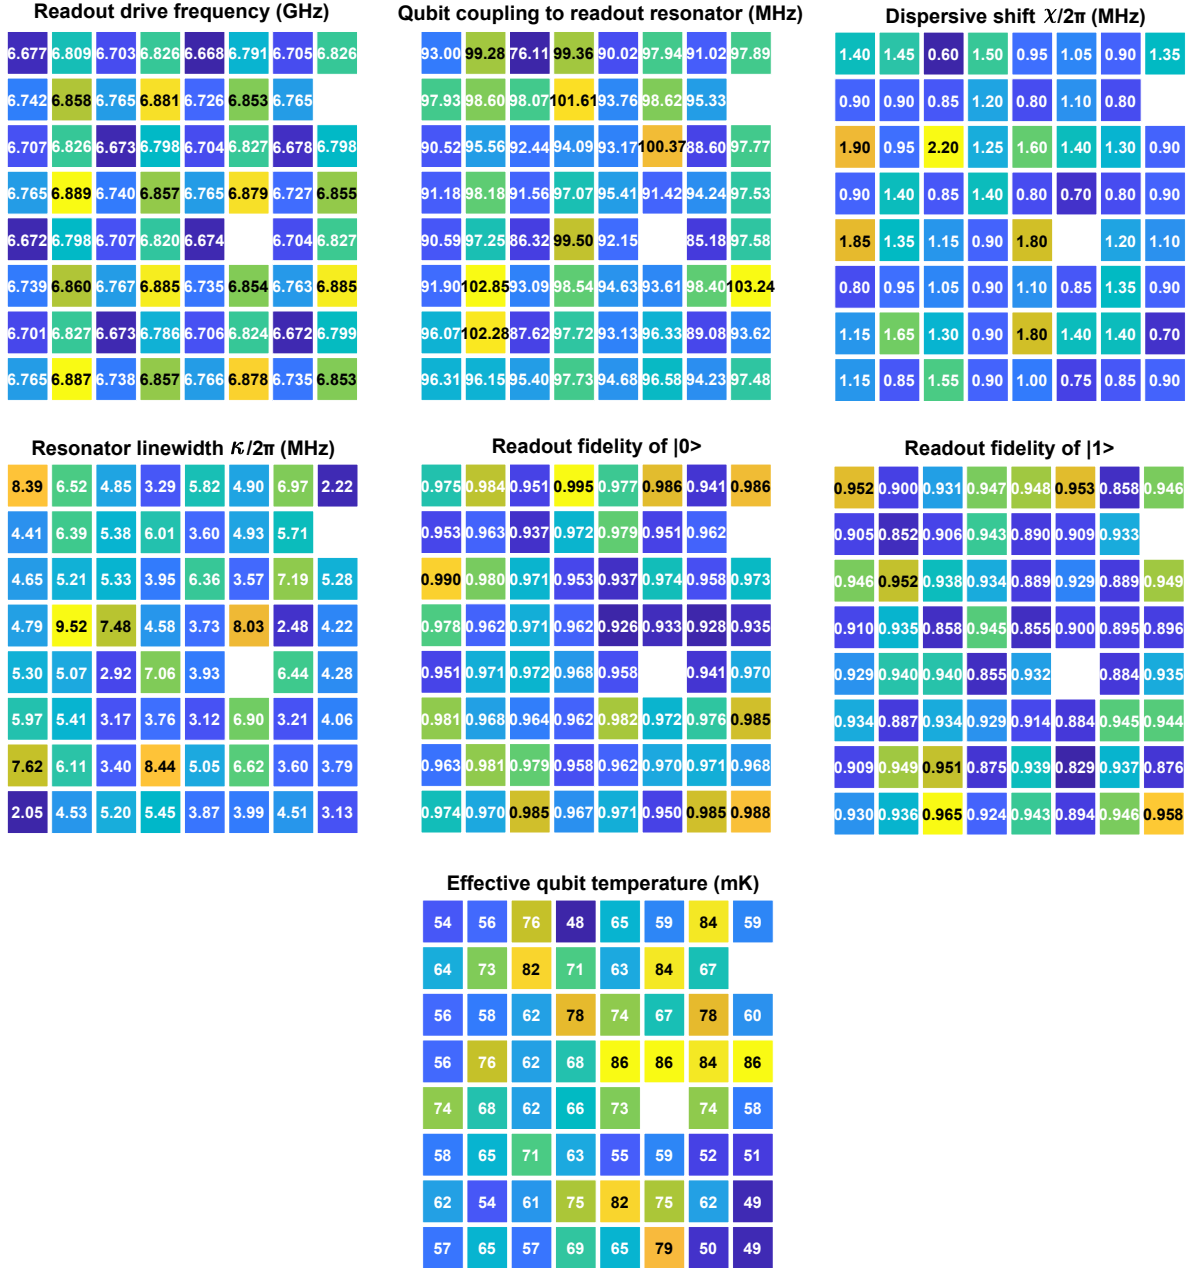 Readout drive frequency (GHz)
6.677 6.809 6.703 6.826 6.668 6.791 6.705 6.826
6.742 6.858 6.765 6.881 6.726 6.853 6.765
6.707 6.826 6.673 6.798 6.704 6.827 6.678 6.798
6.765 6.889 6.740 6.857 6.765 6.879 6.727 6.855
6.672 6.798 6.707 6.820 6.674 6.704 6.827
6.739 6.860 6.767 6.885 6.735 6.854 6.763 6.885
6.701 6.827 6.673 6.786 6.706 6.824 6.672 6.799
6.765 6.887 6.738 6.857 6.766 6.878 6.735 6.853
Qubit coupling to readout resonator (MHz)
93.00 99.28 76.11 99.36 90.02 97.94 91.02 97.89
97.93 98.60 98.07 101.61 93.76 98.62 95.33
90.52 95.56 92.44 94.09 93.17 100.37 88.60 97.77
91.18 98.18 91.56 97.07 95.41 91.42 94.24 97.53
90.59 97.25 86.32 99.50 92.15 85.18 97.58
91.90 102.85 93.09 98.54 94.63 93.61 98.40 103.24
96.07 102.28 87.62 97.72 93.13 96.33 89.08 93.62
96.31 96.15 95.40 97.73 94.68 96.58 94.23 97.48
Dispersive shift χ/2π (MHz)
1.40 1.45 0.60 1.50 0.95 1.05 0.90 1.35
0.90 0.90 0.85 1.20 0.80 1.10 0.80
1.90 0.95 2.20 1.25 1.60 1.40 1.30 0.90
0.90 1.40 0.85 1.40 0.80 0.70 0.80 0.90
1.85 1.35 1.15 0.90 1.80 1.20 1.10
0.80 0.95 1.05 0.90 1.10 0.85 1.35 0.90
1.15 1.65 1.30 0.90 1.80 1.40 1.40 0.70
1.15 0.85 1.55 0.90 1.00 0.75 0.85 0.90
Resonator linewidth κ/2π (MHz)
8.39 6.52 4.85 3.29 5.82 4.90 6.97 2.22
4.41 6.39 5.38 6.01 3.60 4.93 5.71
4.65 5.21 5.33 3.95 6.36 3.57 7.19 5.28
4.79 9.52 7.48 4.58 3.73 8.03 2.48 4.22
5.30 5.07 2.92 7.06 3.93 6.44 4.28
5.97 5.41 3.17 3.76 3.12 6.90 3.21 4.06
7.62 6.11 3.40 8.44 5.05 6.62 3.60 3.79
2.05 4.53 5.20 5.45 3.87 3.99 4.51 3.13
Readout fidelity of |0>
0.975 0.984 0.951 0.995 0.977 0.986 0.941 0.986
0.953 0.963 0.937 0.972 0.979 0.951 0.962
0.990 0.980 0.971 0.953 0.937 0.974 0.958 0.973
0.978 0.962 0.971 0.962 0.926 0.933 0.928 0.935
0.951 0.971 0.972 0.968 0.958 0.941 0.970
0.981 0.968 0.964 0.962 0.982 0.972 0.976 0.985
0.963 0.981 0.979 0.958 0.962 0.970 0.971 0.968
0.974 0.970 0.985 0.967 0.971 0.950 0.985 0.988
Readout fidelity of |1>
0.952 0.900 0.931 0.947 0.948 0.953 0.858 0.946
0.905 0.852 0.906 0.943 0.890 0.909 0.933
0.946 0.952 0.938 0.934 0.889 0.929 0.889 0.949
0.910 0.935 0.858 0.945 0.855 0.900 0.895 0.896
0.929 0.940 0.940 0.855 0.932 0.884 0.935
0.934 0.887 0.934 0.929 0.914 0.884 0.945 0.944
0.909 0.949 0.951 0.875 0.939 0.829 0.937 0.876
0.930 0.936 0.965 0.924 0.943 0.894 0.946 0.958
Effective qubit temperature (mK)
54 56 76 48 65 59 84 59
64 73 82 71 63 84 67
56 58 62 78 74 67 78 60
56 76 62 68 86 86 84 86
74 68 62 66 73 74 58
58 65 71 63 55 59 52 51
62 54 61 75 82 75 62 49
57 65 57 69 65 79 50 49